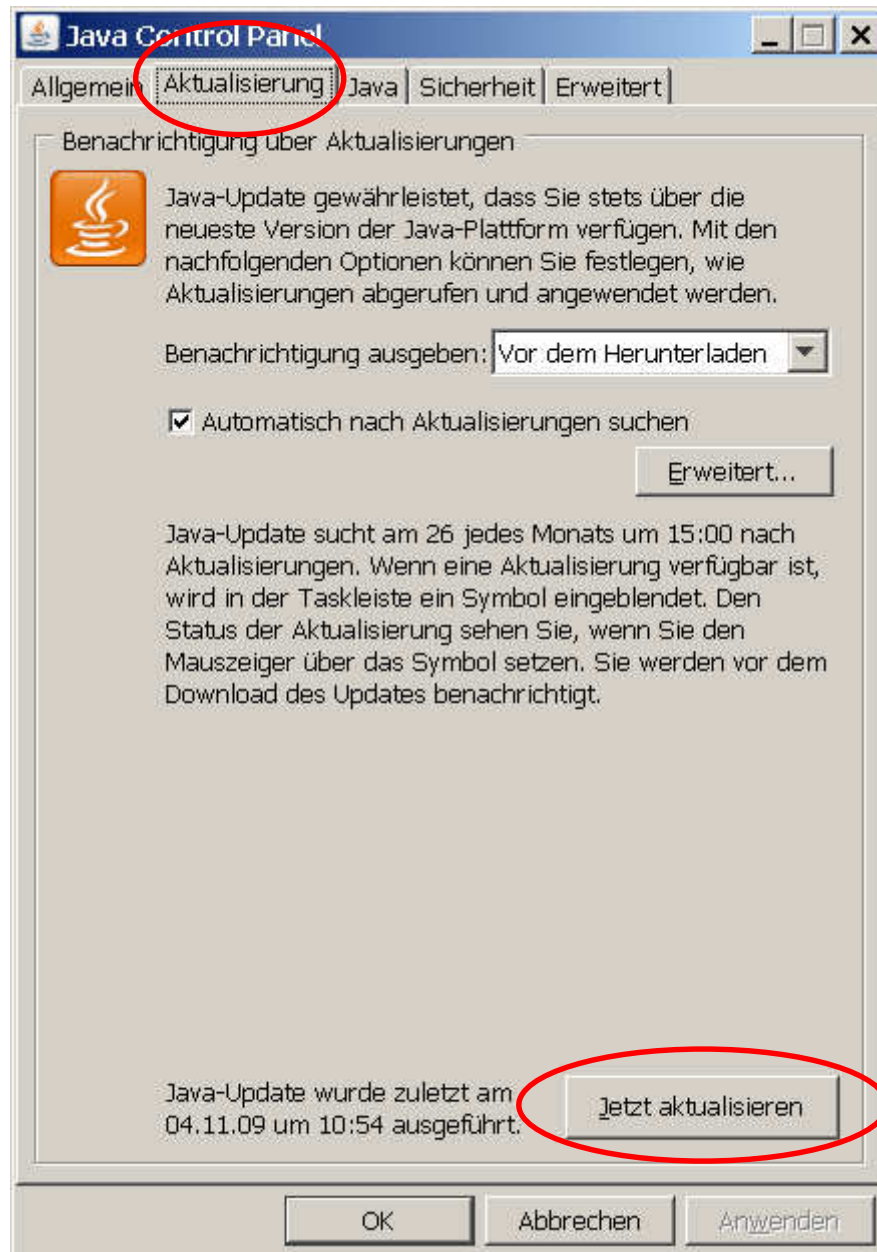 Java Control Panel
Allgemein Aktualisierung Java Sicherheit Erweitert
Benachrichtigung über Aktualisierungen
Java-Update gewährleistet, dass Sie stets über die
neueste Version der Java-Plattform verfügen. Mit den
nachfolgenden Optionen können Sie festlegen, wie
Aktualisierungen abgerufen und angewendet werden.
Benachrichtigung ausgeben: Vor dem Herunterladen
Automatisch nach Aktualisierungen suchen
Erweitert...
Java-Update sucht am 26 jedes Monats um 15:00 nach
Aktualisierungen. Wenn eine Aktualisierung verfügbar ist,
wird in der Taskleiste ein Symbol eingeblendet. Den
Status der Aktualisierung sehen Sie, wenn Sie den
Mauszeiger über das Symbol setzen. Sie werden vor dem
Download des Updates benachrichtigt.
Java-Update wurde zuletzt am
04.11.09 um 10:54 ausgeführt.
Jetzt aktualisieren
OK Abbrechen Anwenden